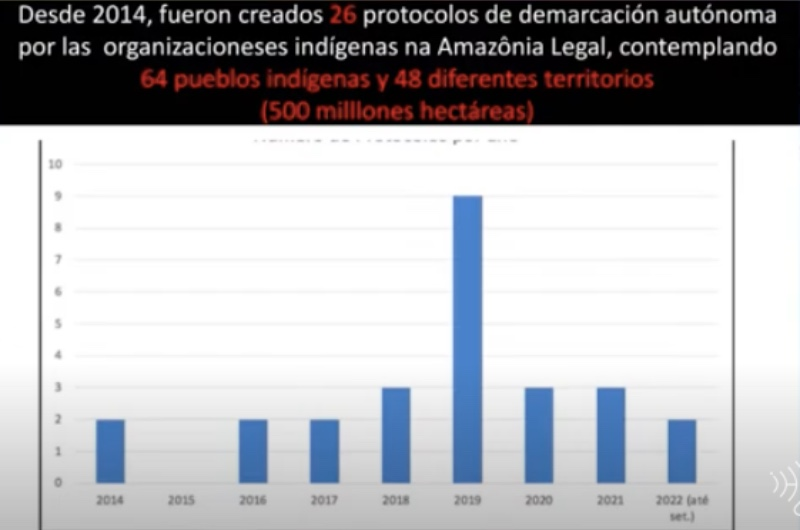 Desde 2014, fueron creados 26 protocolos de demarcación autónoma
por las organizacioneses indígenas na Amazônia Legal, contemplando
64 pueblos indígenas y 48 diferentes territorios
(500 milllones hectáreas)
10
9
8
7
6
5
4
3
2
1
0
2014 2015 2016 2017 2018 2019 2020 2021 2022 (até
set.)